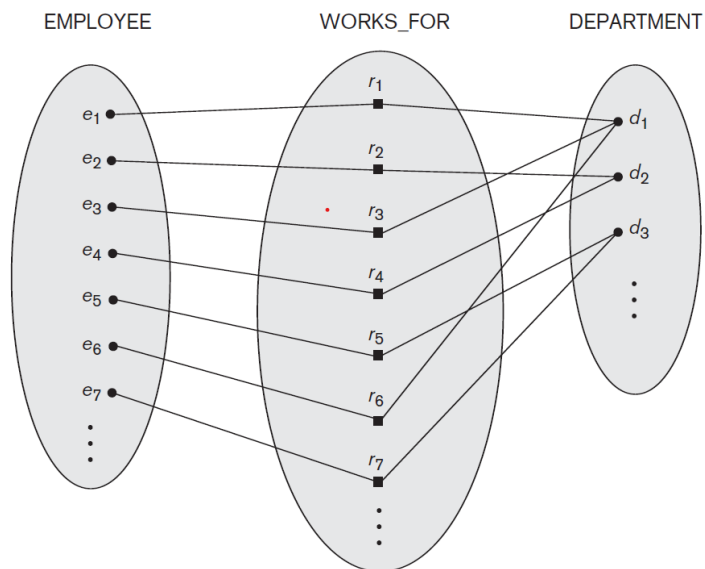 EMPLOYEE WORKS_FOR DEPARTMENT
e1
e2
e3
e4
e5
e6
e7
r1
r2
r3
r4
r5
r6
r7
d1
d2
d3